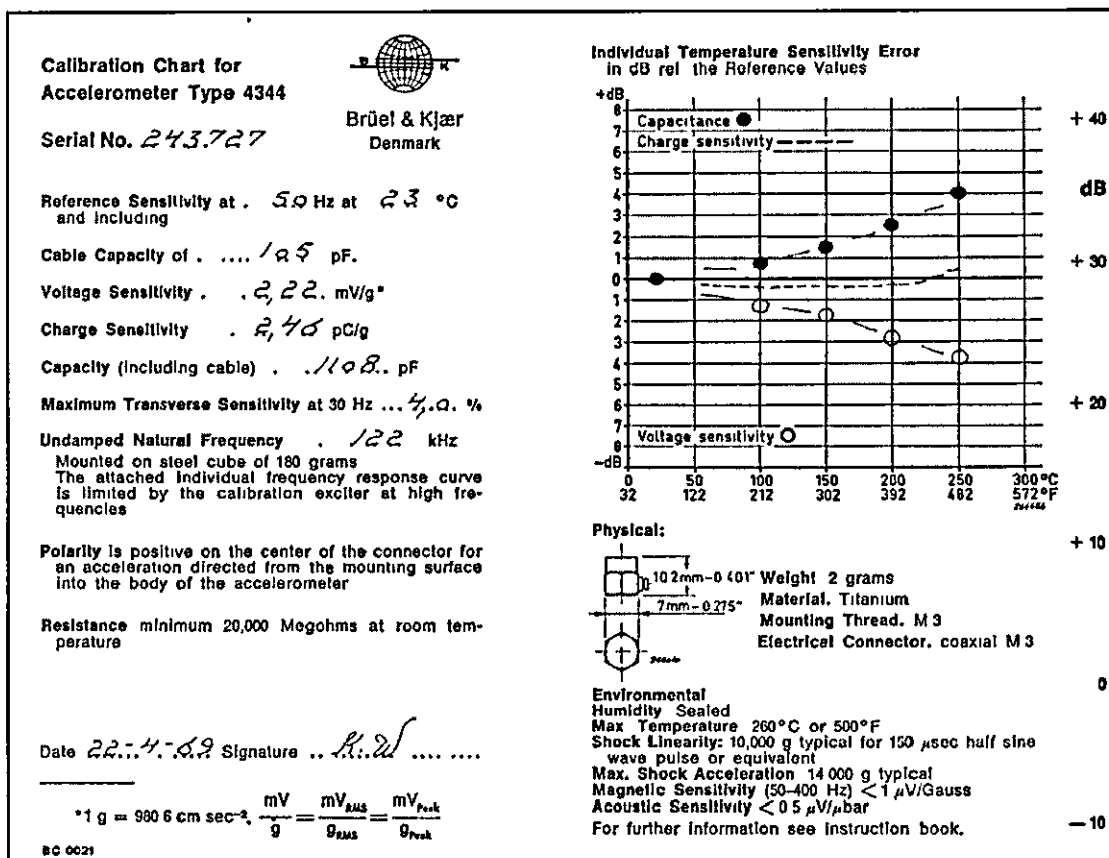 Calibration Chart for
Accelerometer Type 4344
Serial No. 243727
B K
Brüel & Kjær
Denmark
Reference Sensitivity at . 50 Hz at 23 °C
and including
Cable Capacity of . .... 105 pF.
Voltage Sensitivity . . 2,22. mV/g*
Charge Sensitivity . 2,46 pC/g
Capacity (including cable) . .1108.. pF
Maximum Transverse Sensitivity at 30 Hz ...4,0. %
Undamped Natural Frequency . 122 kHz
Mounted on steel cube of 180 grams
The attached individual frequency response curve
is limited by the calibration exciter at high fre-
quencies
Polarity is positive on the center of the connector for
an acceleration directed from the mounting surface
into the body of the accelerometer
Resistance minimum 20,000 Megohms at room tem-
perature
Date 22-4-69 Signature .. K.W .... ....
*1 g = 980 6 cm sec⁻², mV/g = mV RMS/g RMS = mV Peak/g Peak
BC 0021
Individual Temperature Sensitivity Error
in dB rel the Reference Values
+dB
8
7
6
5
4
3
2
1
0
1
2
3
4
5
6
7
8
–dB
Capacitance
Charge sensitivity
Voltage sensitivity
0 50 100 150 200 250 300°C
32 122 212 302 392 482 572°F
Physical:
10 2mm–0 401"
7mm–0.275"
Weight 2 grams
Material. Titanium
Mounting Thread. M 3
Electrical Connector. coaxial M 3
Environmental
Humidity Sealed
Max Temperature 260°C or 500°F
Shock Linearity: 10,000 g typical for 150 µsec half sine
wave pulse or equivalent
Max. Shock Acceleration 14 000 g typical
Magnetic Sensitivity (50–400 Hz) < 1 µV/Gauss
Acoustic Sensitivity < 0 5 µV/µbar
For further information see instruction book.
+ 40
dB
+ 30
+ 20
+ 10
0
– 10